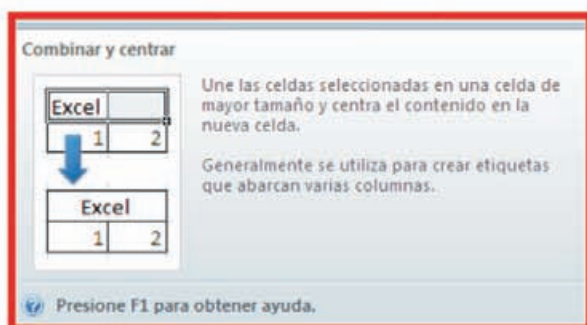 Combinar y centrar
Excel
1 2
Excel
1 2
Une las celdas seleccionadas en una celda de
mayor tamaño y centra el contenido en la
nueva celda.
Generalmente se utiliza para crear etiquetas
que abarcan varias columnas.
Presione F1 para obtener ayuda.